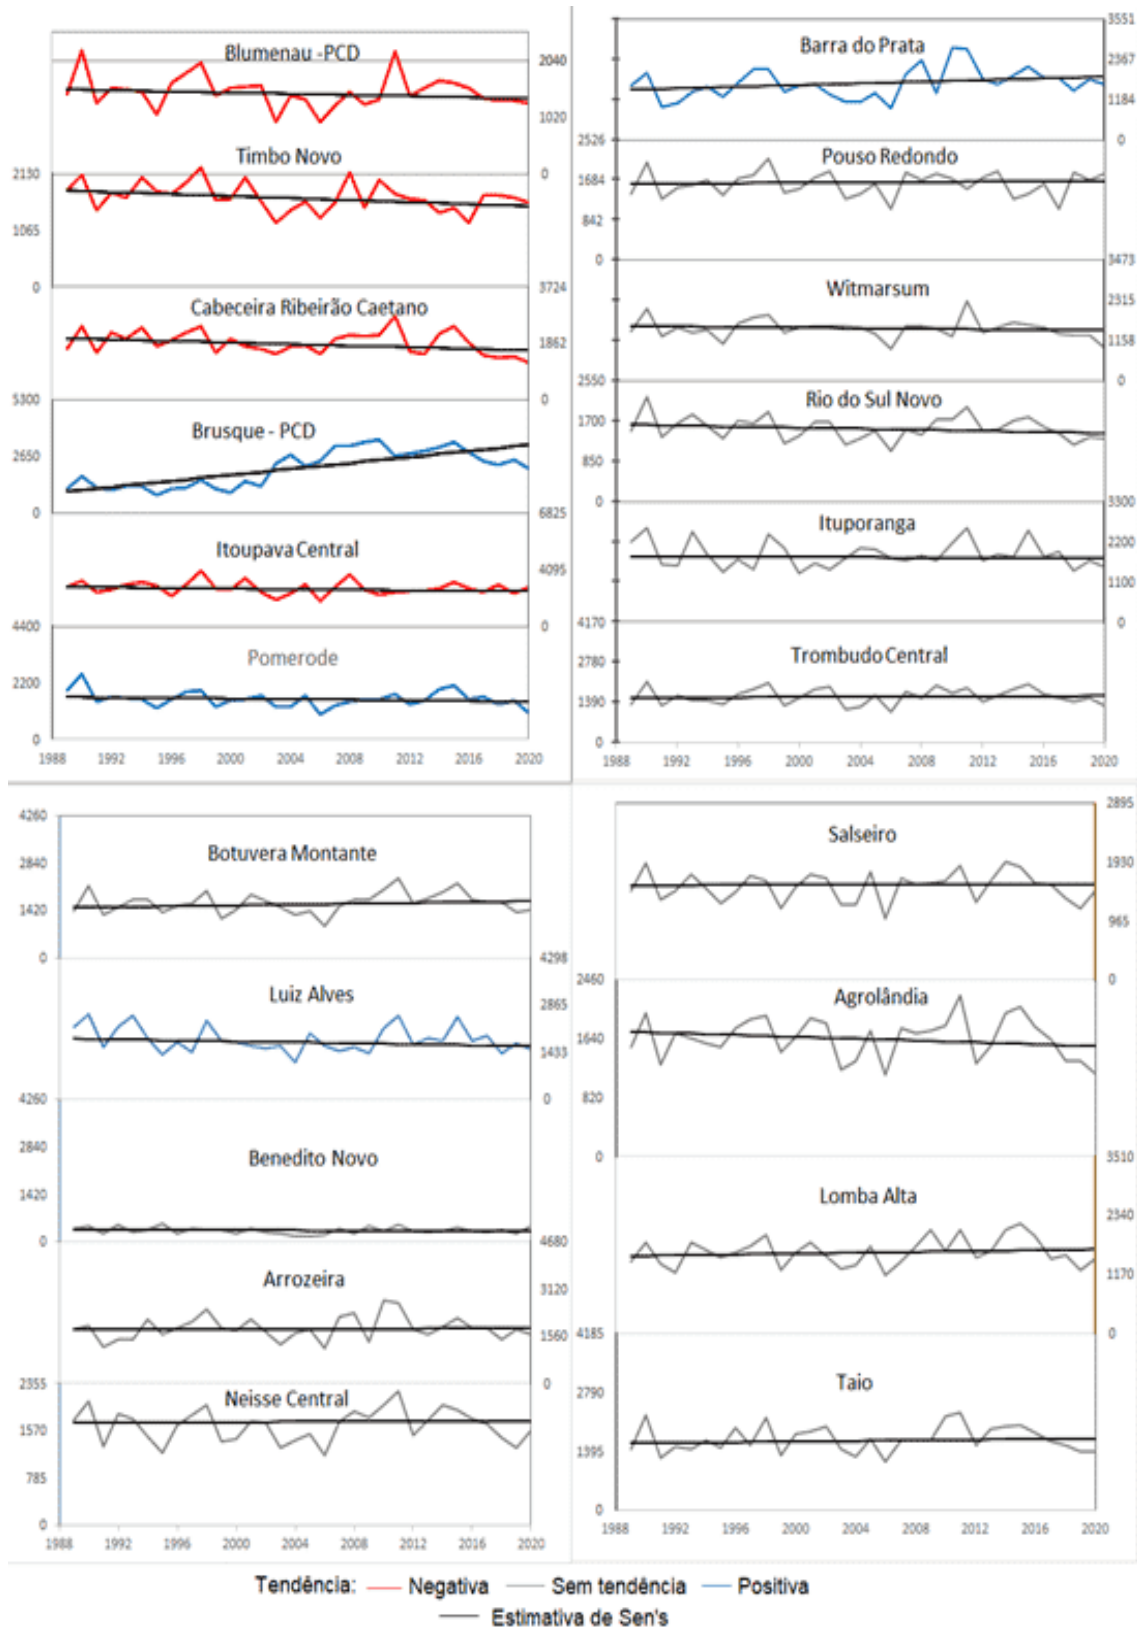 Blumenau -PCD
2040
1020
0
Timbo Novo
2130
1065
0
Cabeceira Ribeirão Caetano
3724
1862
0
Brusque - PCD
5300
2650
0
Itoupava Central
6825
4095
0
Pomerode
4400
2200
0
1988 1992 1996 2000 2004 2008 2012 2016 2020
Barra do Prata
3551
2367
1184
0
Pouso Redondo
2526
1684
842
0
Witmarsum
3473
2315
1158
0
Rio do Sul Novo
2550
1700
850
0
Ituporanga
3300
2200
1100
0
Trombudo Central
4170
2780
1390
0
1988 1992 1996 2000 2004 2008 2012 2016 2020
Botuvera Montante
4260
2840
1420
0
Luiz Alves
4298
2865
1433
0
Benedito Novo
4260
2840
1420
0
Arrozeira
4680
3120
1560
0
Neisse Central
2355
1570
785
0
1988 1992 1996 2000 2004 2008 2012 2016 2020
Salseiro
2895
1930
965
0
Agrolândia
2460
1640
820
0
Lomba Alta
3510
2340
1170
0
Taio
4185
2790
1395
0
1988 1992 1996 2000 2004 2008 2012 2016 2020
Tendência: Negativa Sem tendência Positiva
Estimativa de Sen's